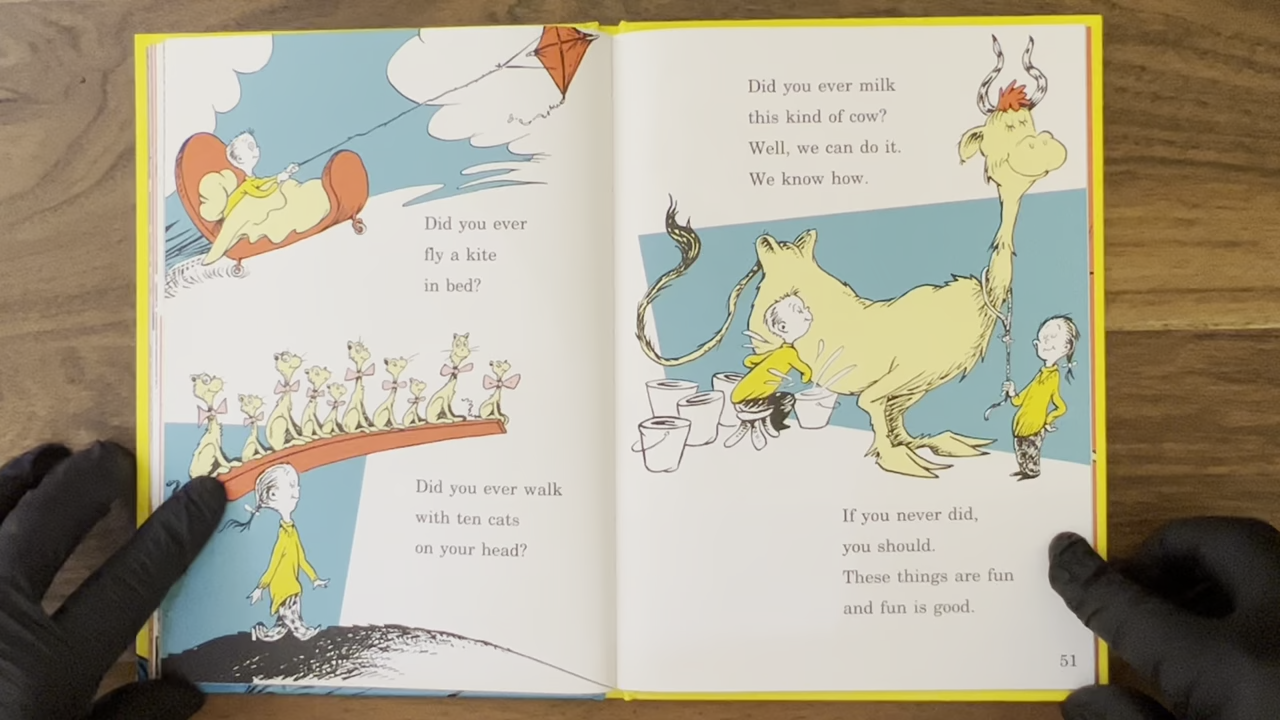 Did you ever
fly a kite
in bed?
Did you ever walk
with ten cats
on your head?
Did you ever milk
this kind of cow?
Well, we can do it.
We know how.
If you never did,
you should.
These things are fun
and fun is good.
51